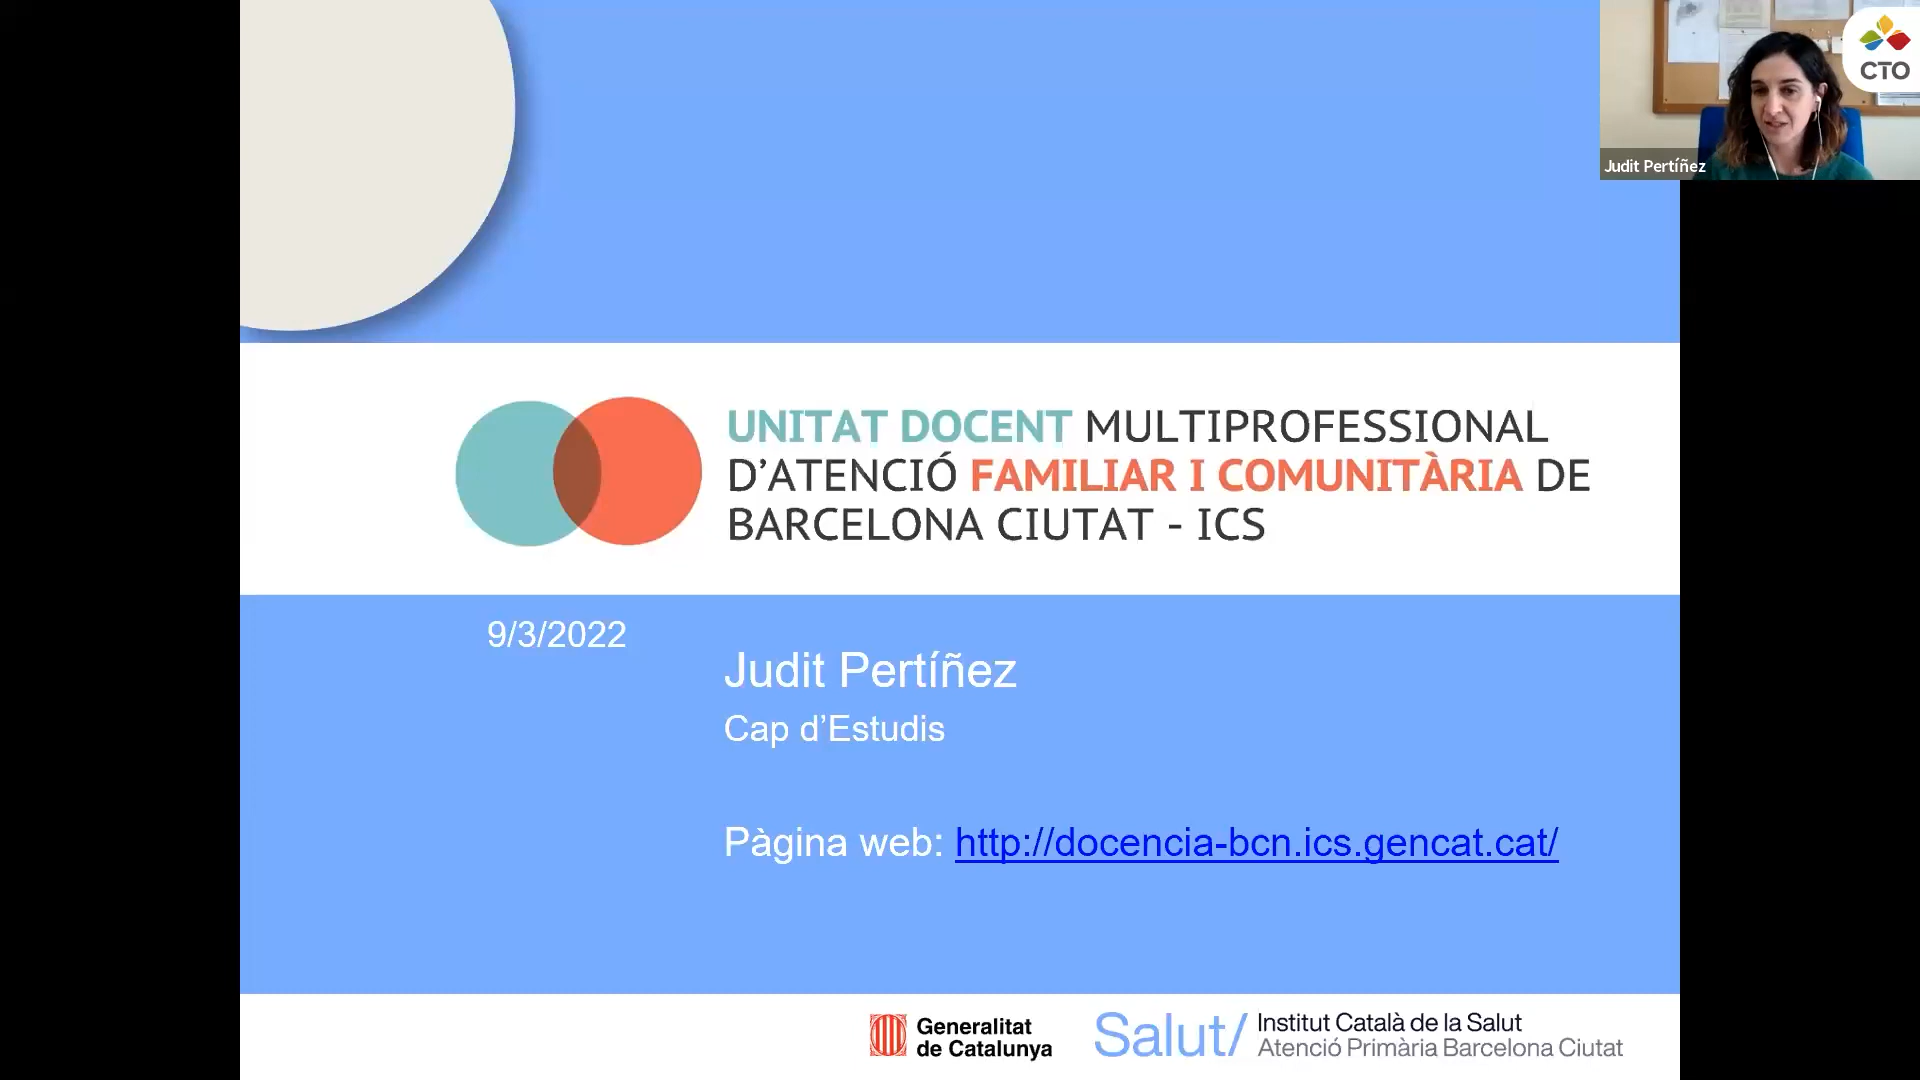 CTO
Judit Pertíñez
UNITAT DOCENT MULTIPROFESSIONAL
D’ATENCIÓ FAMILIAR I COMUNITÀRIA DE
BARCELONA CIUTAT - ICS
9/3/2022
Judit Pertíñez
Cap d’Estudis
Pàgina web: http://docencia-bcn.ics.gencat.cat/
Generalitat
de Catalunya
Salut/
Institut Català de la Salut
Atenció Primària Barcelona Ciutat